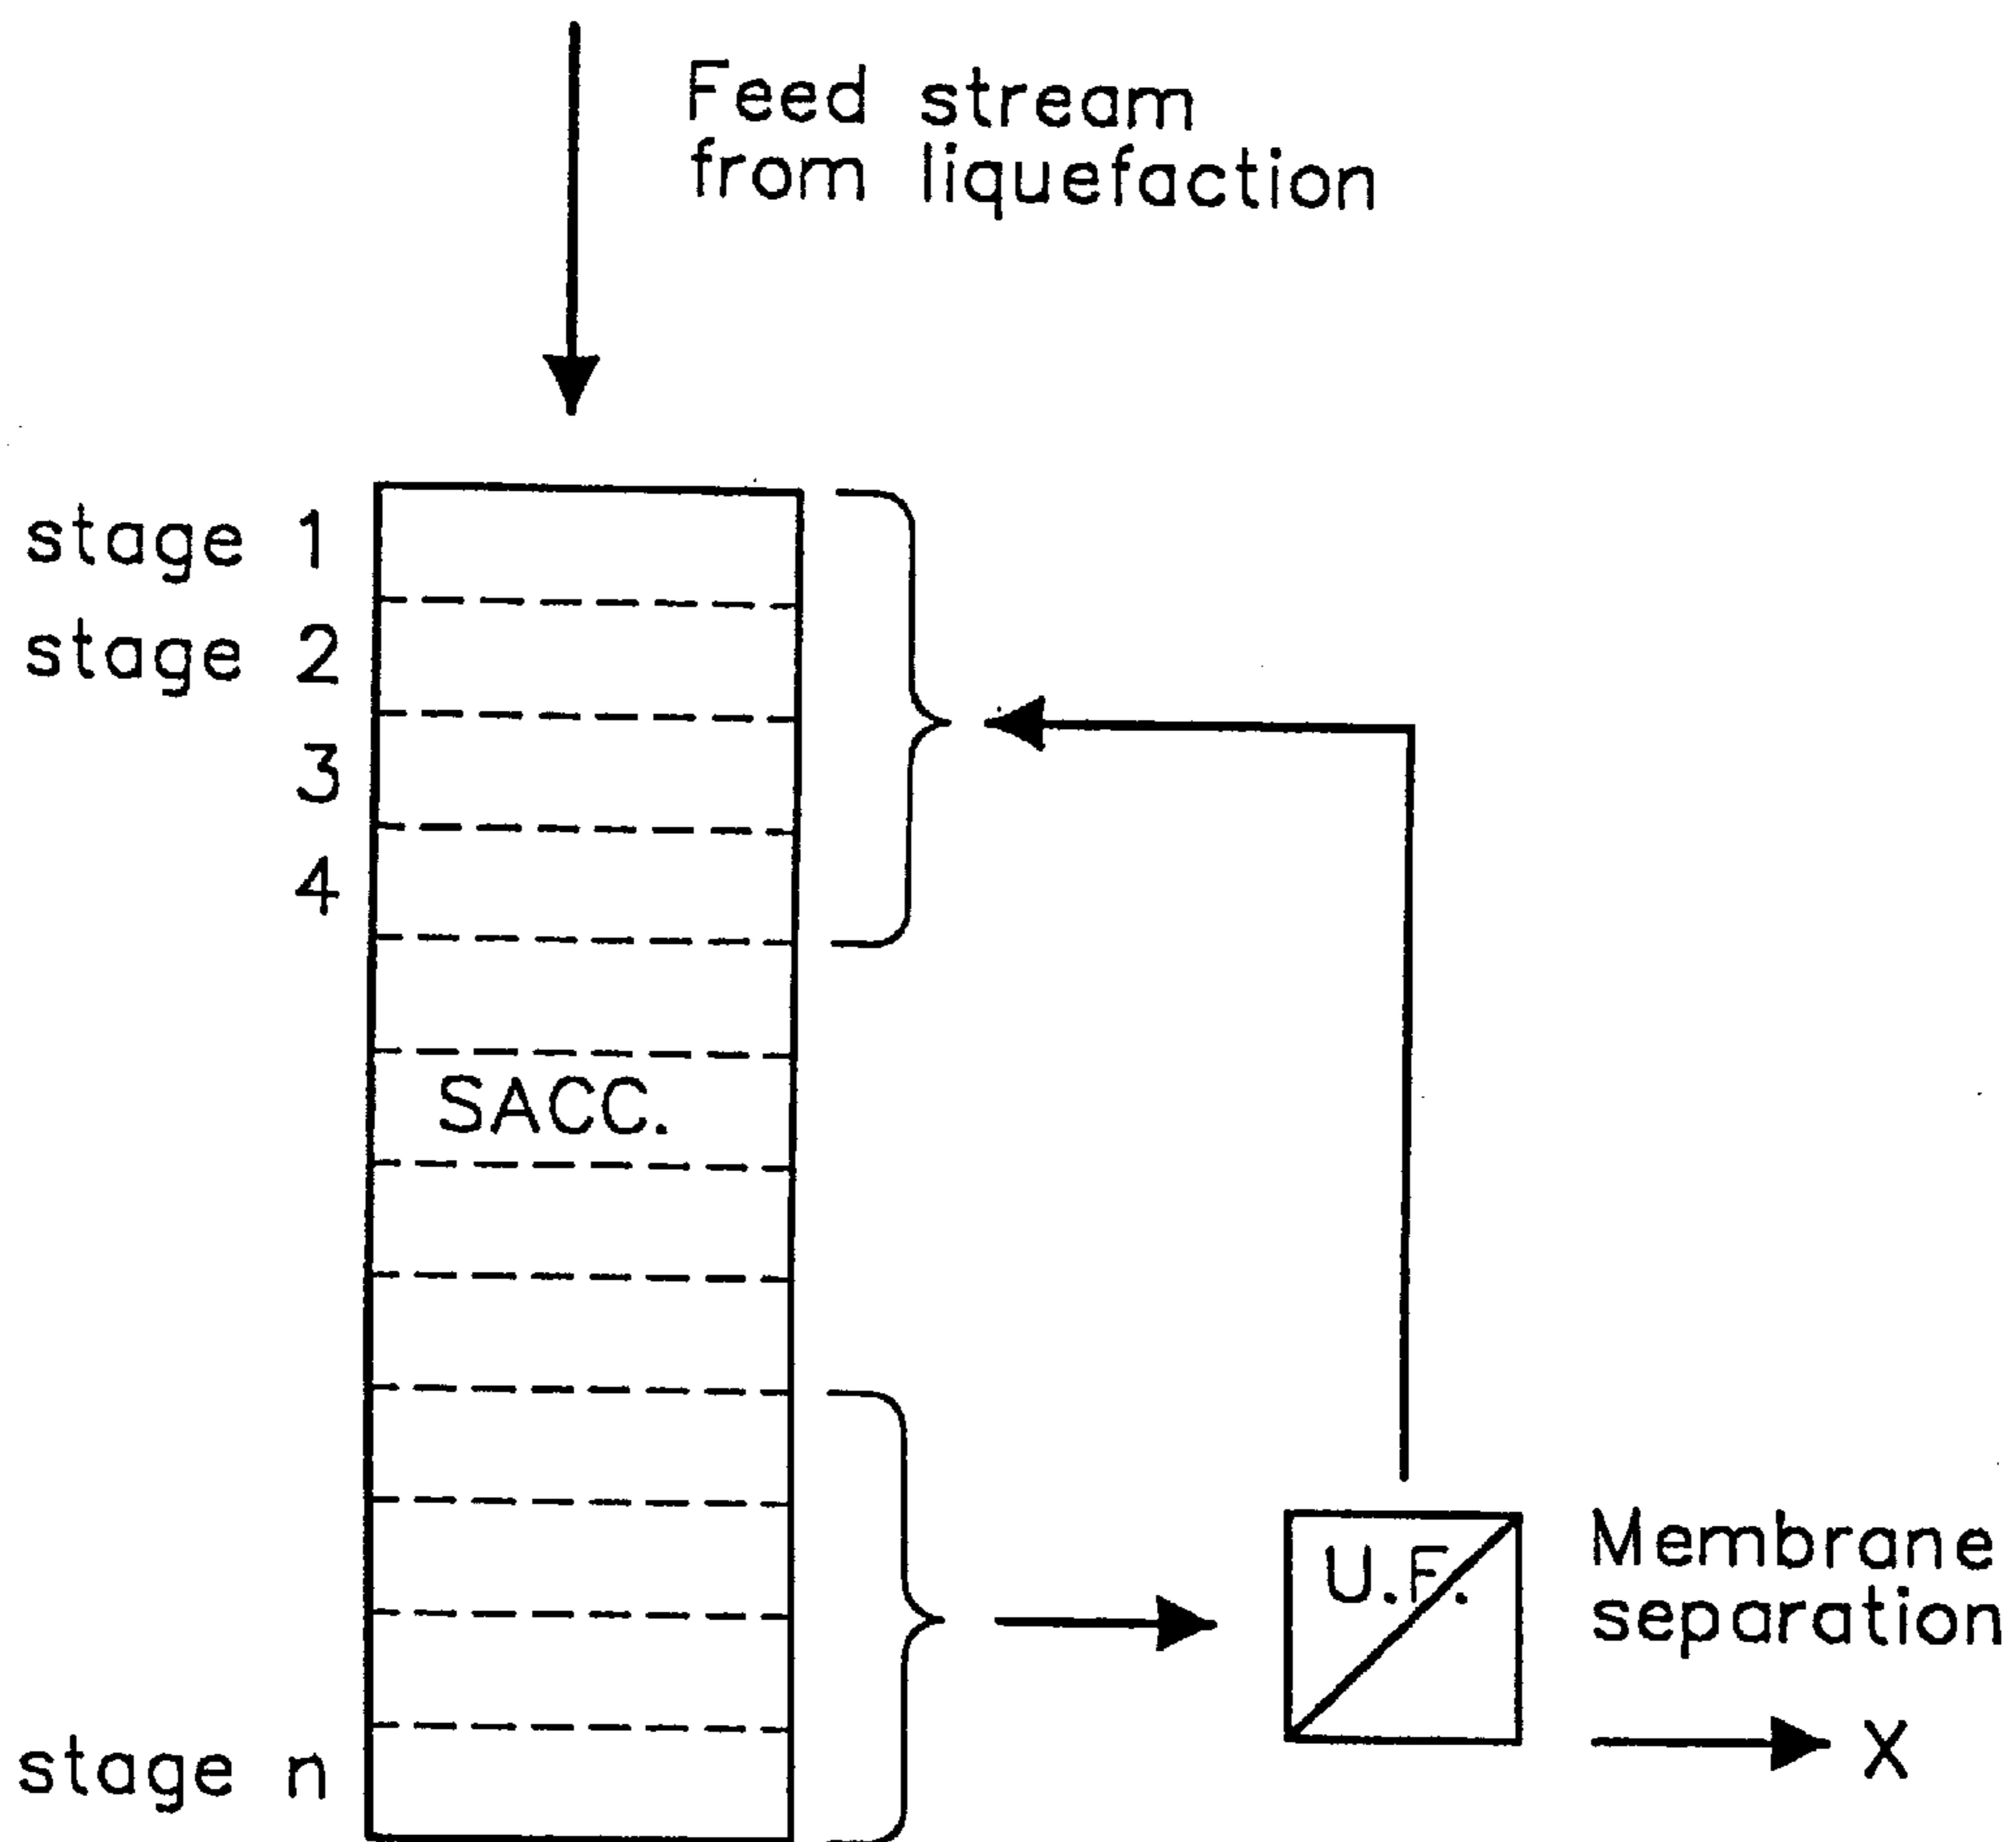 Feed stream
from liquefaction
stage 1
stage 2
3
4
SACC.
U.F.
Membrane
separation
X
stage n